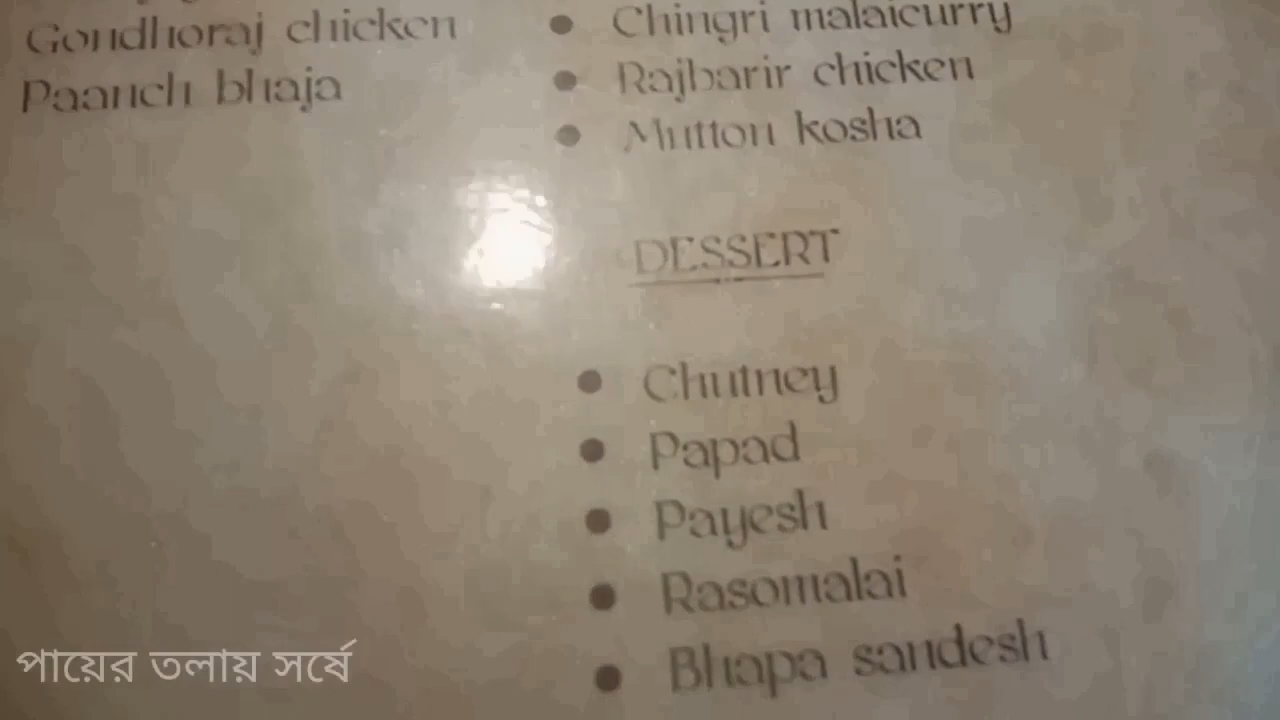 Gondhoraj chicken
Paanch bhaja
Chingri malaicurry
Rajbarir chicken
Mutton kosha
DESSERT
Chutney
Papad
Payesh
Rasomalai
Bhapa sandesh
পায়ের তলায় সর্ষে